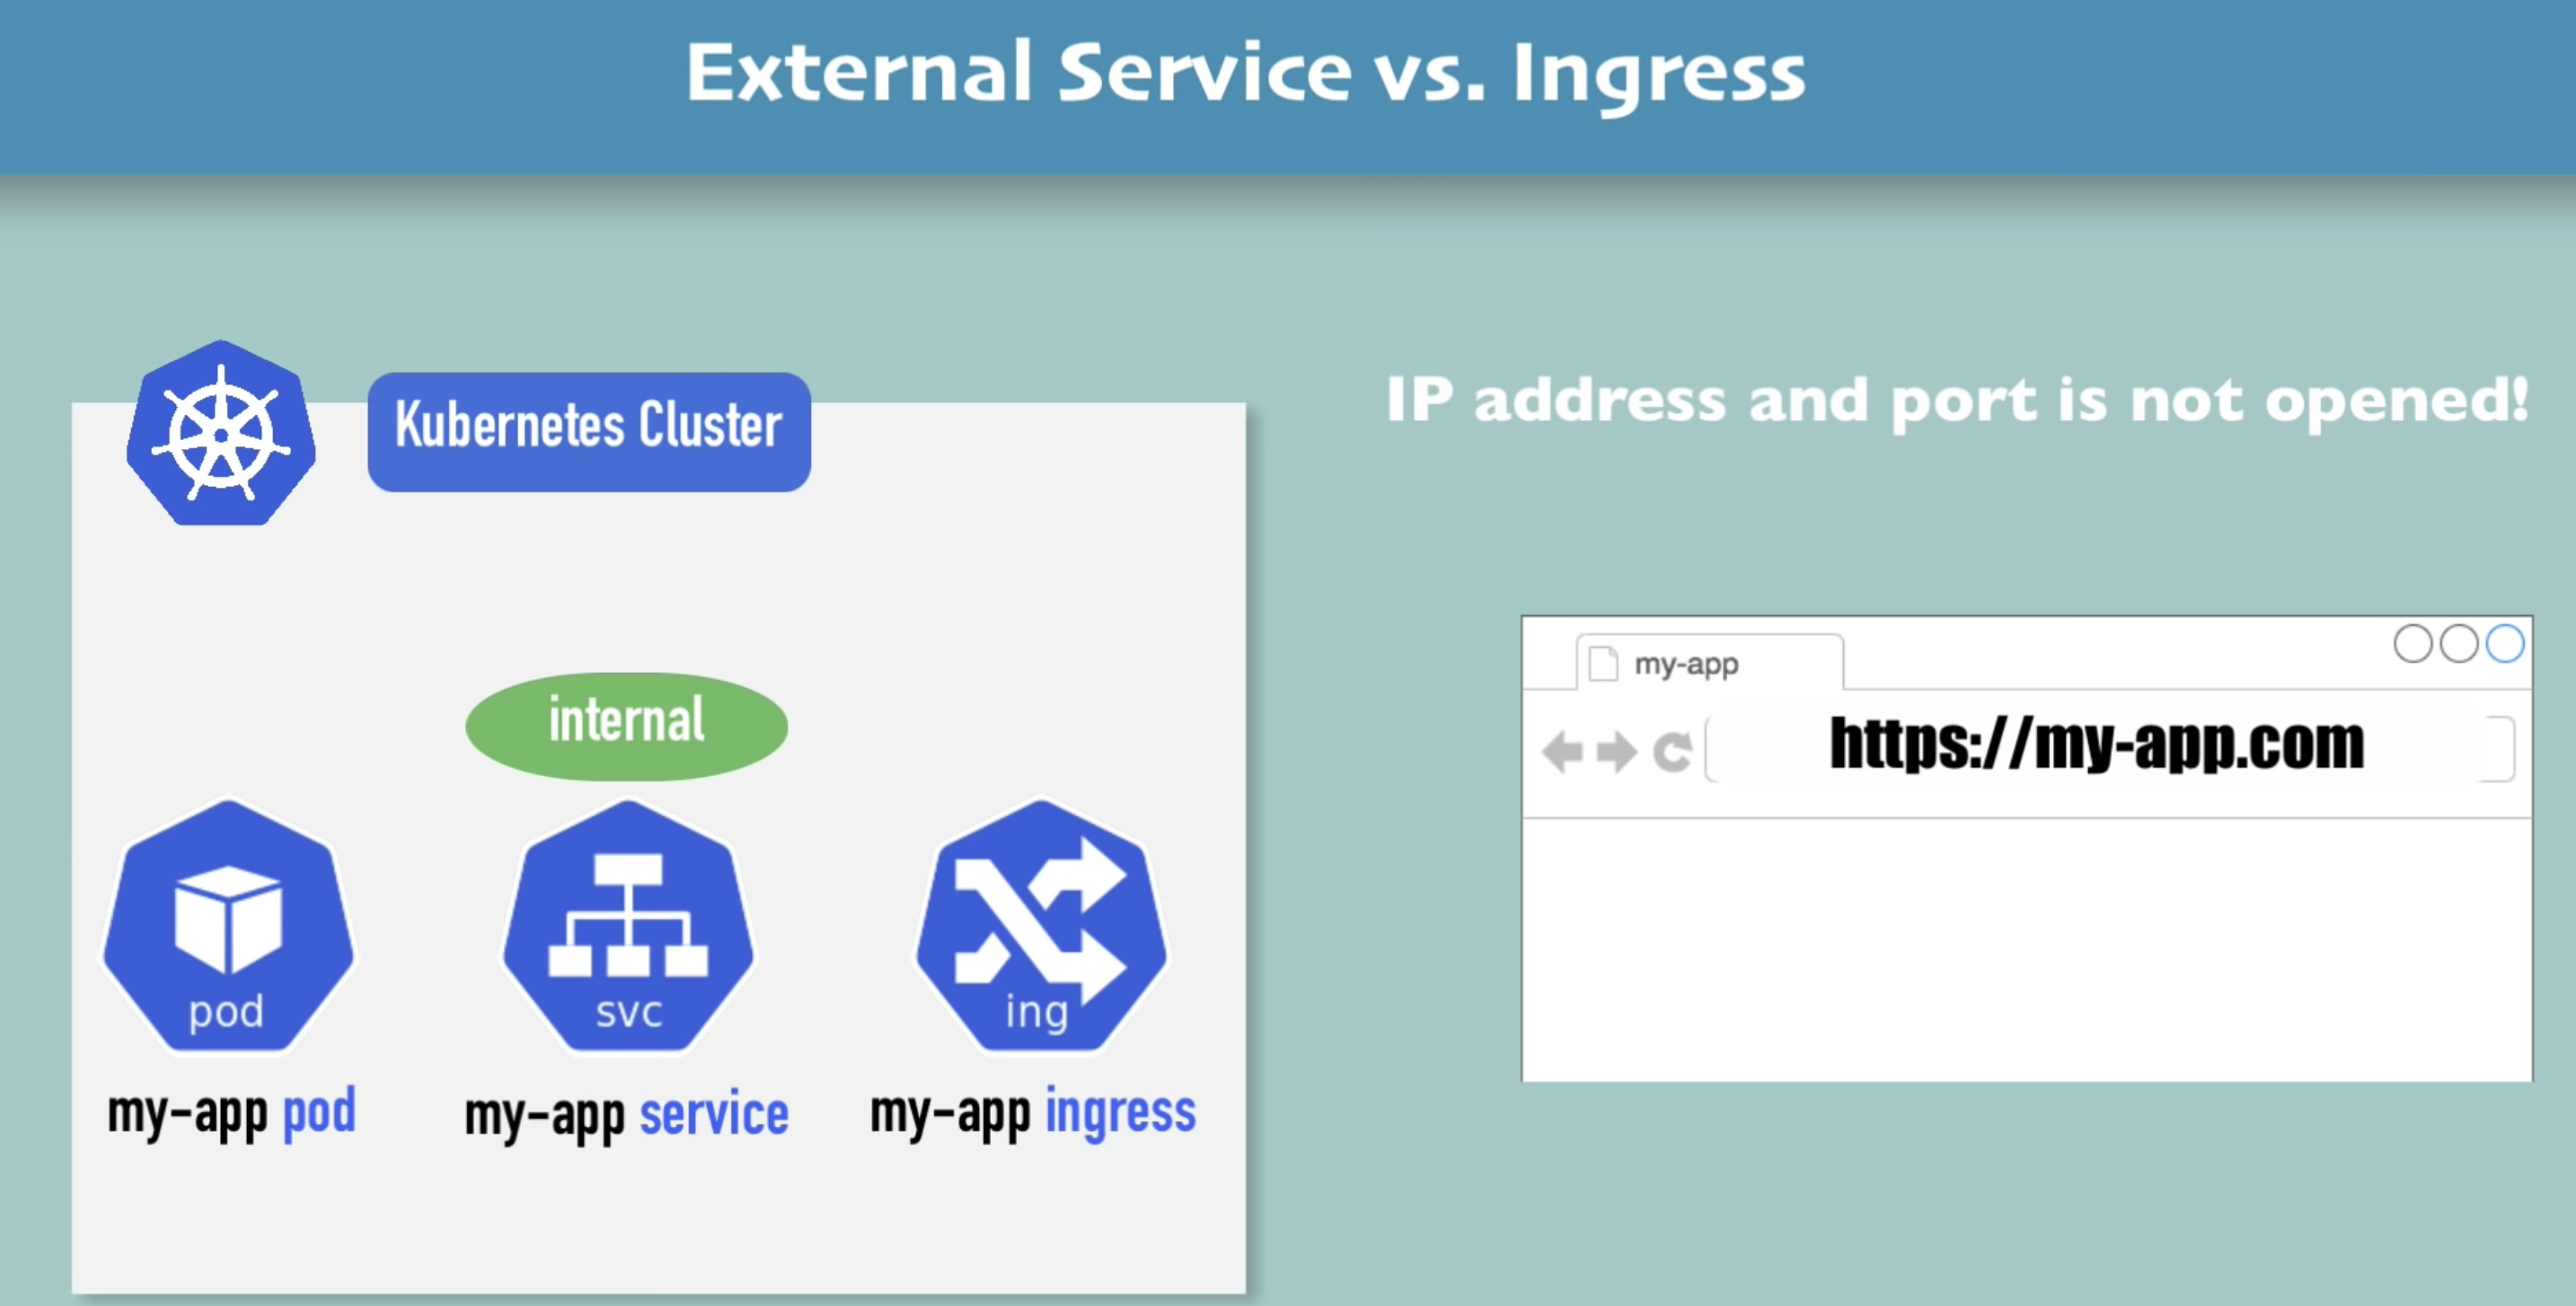 External Service vs. Ingress
Kubernetes Cluster
IP address and port is not opened!
internal
my-app
https://my-app.com
pod
svc
ing
my-app pod
my-app service
my-app ingress